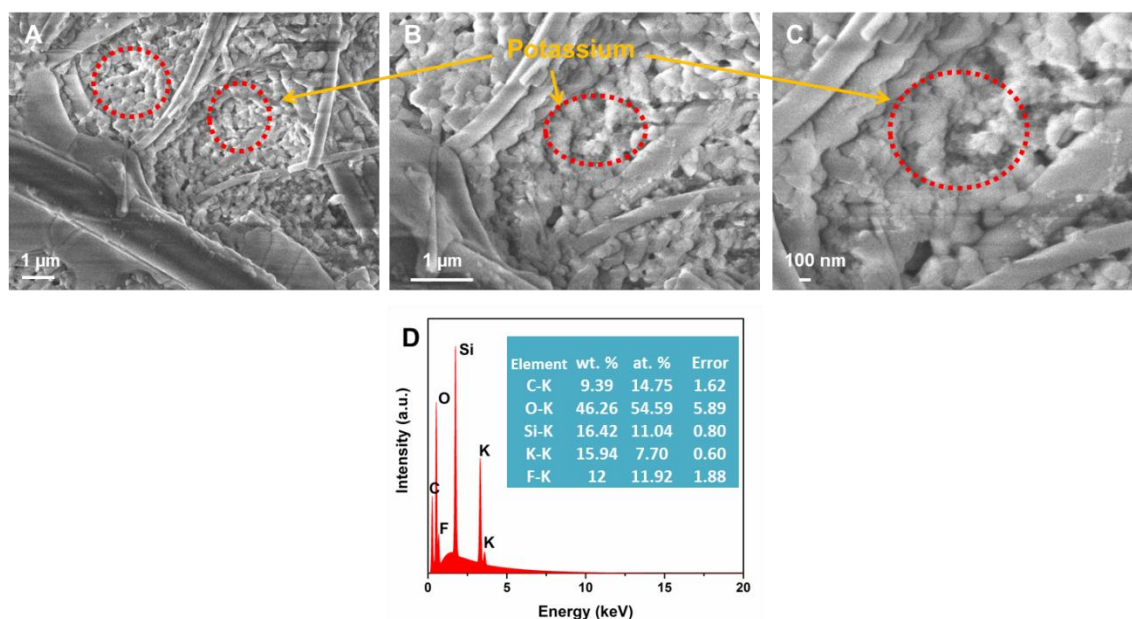 A
B
C
Potassium
1 µm
1 µm
100 nm
D
Si
O
K
C
F
K
Element wt. % at. % Error
C-K 9.39 14.75 1.62
O-K 46.26 54.59 5.89
Si-K 16.42 11.04 0.80
K-K 15.94 7.70 0.60
F-K 12 11.92 1.88
Intensity (a.u.)
0 5 10 15 20
Energy (keV)